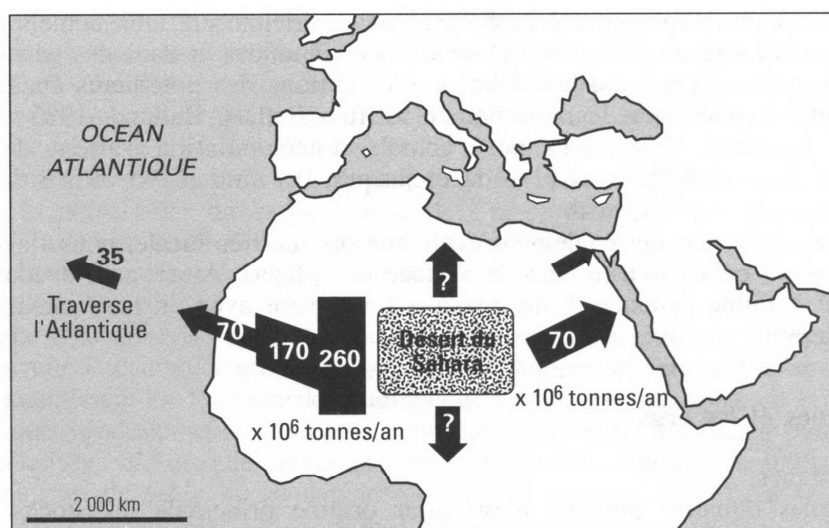 OCEAN
ATLANTIQUE
35
Traverse
l'Atlantique
70
170
260
?
Désert du
Sahara
70
x 10⁶ tonnes/an
x 10⁶ tonnes/an
?
2 000 km